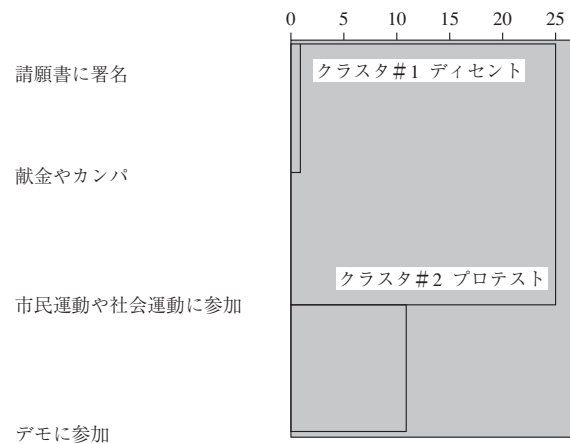 0 5 10 15 20 25
請願書に署名
クラスタ#1 ディセント
献金やカンパ
クラスタ#2 プロテスト
市民運動や社会運動に参加
デモに参加